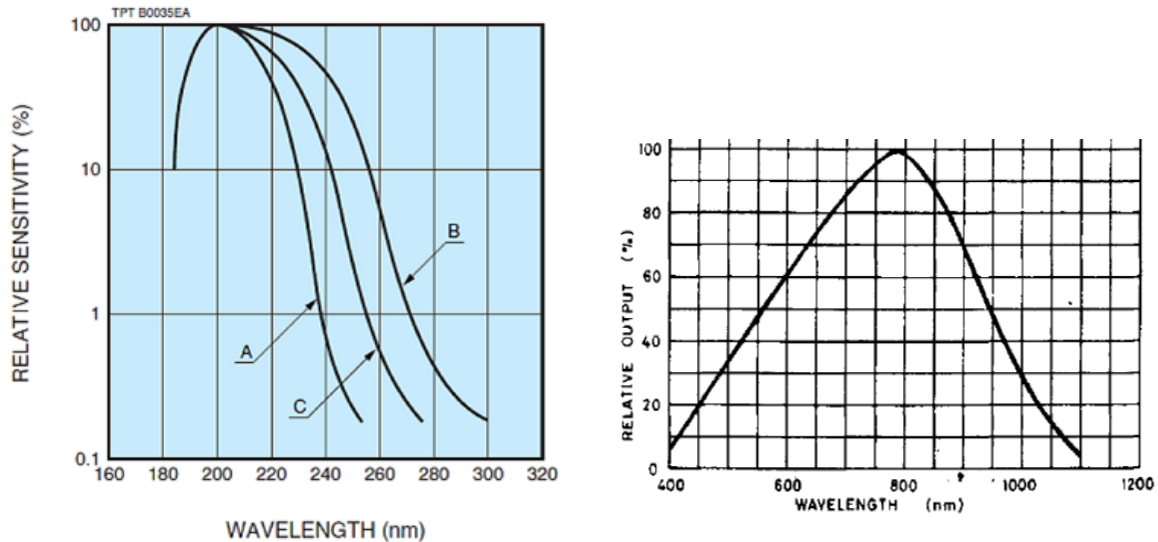 TPT B0035EA
RELATIVE SENSITIVITY (%)
100
10
1
0.1
A
B
C
160 180 200 220 240 260 280 300 320
WAVELENGTH (nm)
RELATIVE OUTPUT (%)
100
80
60
40
20
0
400 600 800 1000 1200
WAVELENGTH (nm)